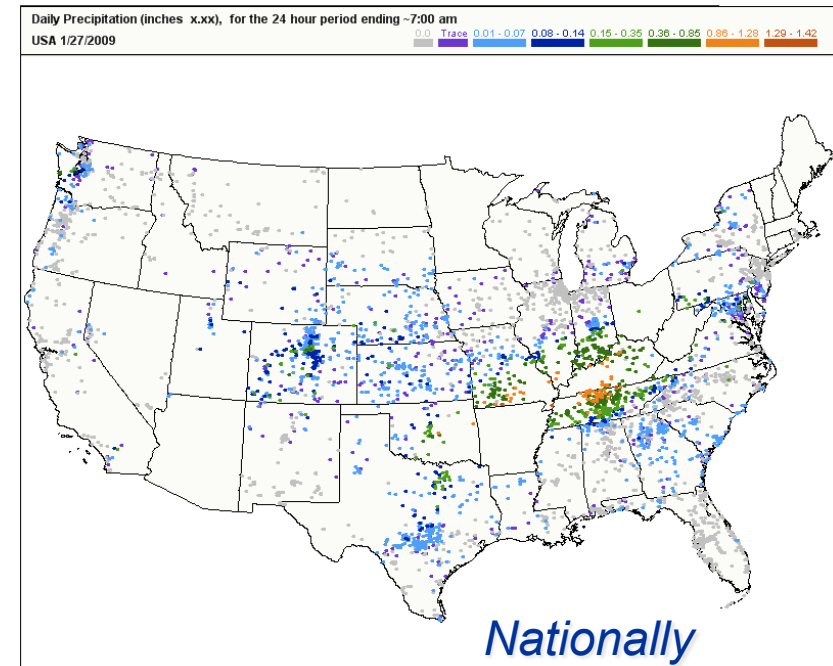 Daily Precipitation (inches x.xx), for the 24 hour period ending ~7:00 am
USA 1/27/2009
0.0 Trace 0.01 - 0.07 0.08 - 0.14 0.15 - 0.35 0.36 - 0.85 0.86 - 1.28 1.29 - 1.42
Nationally